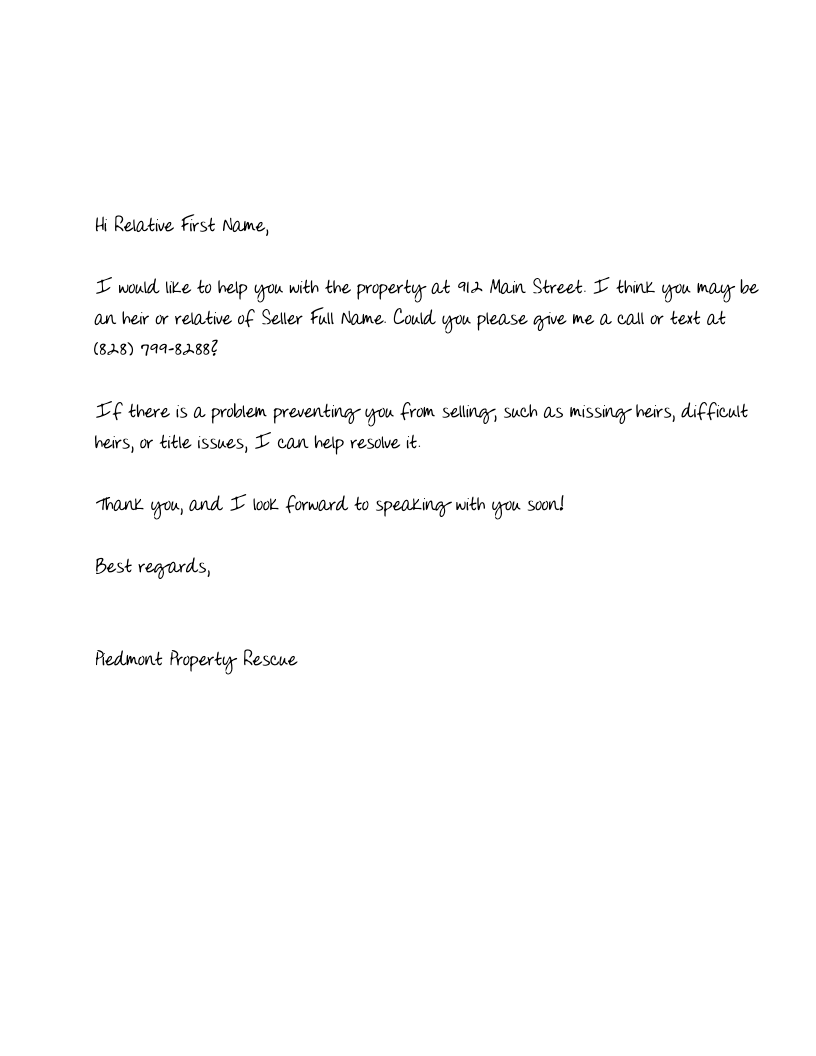 Hi Relative First Name,
I would like to help you with the property at 912 Main Street. I think you may be
an heir or relative of Seller Full Name. Could you please give me a call or text at
(828) 799-8288?
If there is a problem preventing you from selling, such as missing heirs, difficult
heirs, or title issues, I can help resolve it.
Thank you, and I look forward to speaking with you soon!
Best regards,
Piedmont Property Rescue